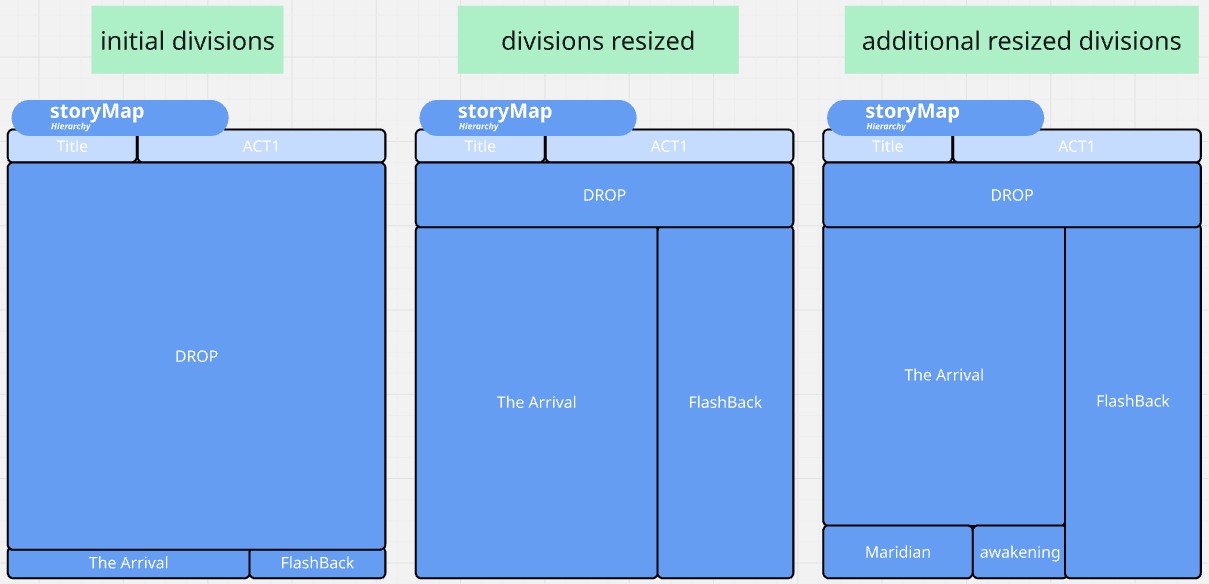 initial divisions
divisions resized
additional resized divisions
storyMap
Hierarchy
Title
ACT1
DROP
The Arrival
FlashBack
storyMap
Hierarchy
Title
ACT1
DROP
The Arrival
FlashBack
storyMap
Hierarchy
Title
ACT1
DROP
The Arrival
FlashBack
Maridian
awakening